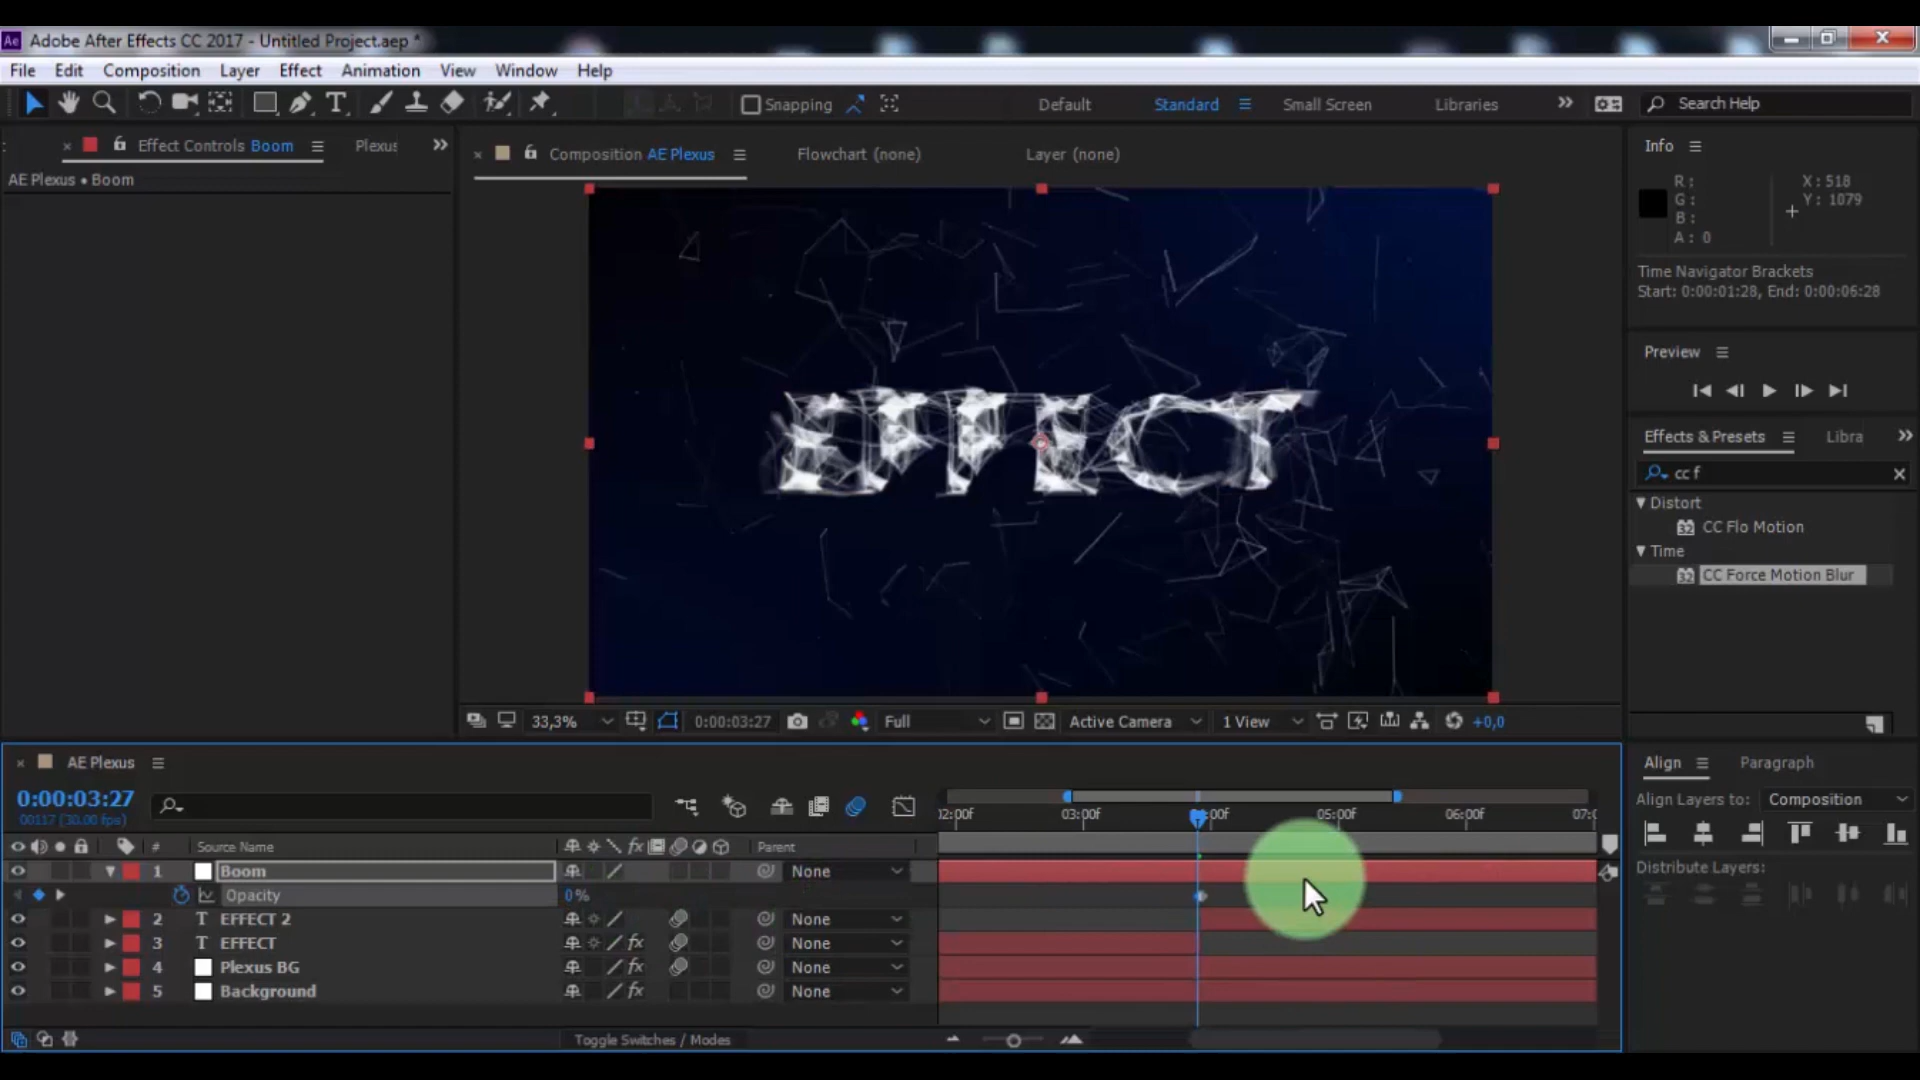 Ae Adobe After Effects CC 2017 - Untitled Project.aep *
File Edit Composition Layer Effect Animation View Window Help
Snapping Default Standard Small Screen Libraries Search Help
Effect Controls Boom Plexus
AE Plexus • Boom
Composition AE Plexus Flowchart (none) Layer (none)
EFFECT
33,3% 0:00:03:27 Full Active Camera 1 View +0,0
Info
R: X: 518
G: Y: 1079
B:
A: 0
Time Navigator Brackets
Start: 0:00:01:28, End: 0:00:06:28
Preview
Effects & Presets Libra
cc f
Distort
32 CC Flo Motion
Time
32 CC Force Motion Blur
AE Plexus
0:00:03:27
00117 (30.00 fps)
02:00f 03:00f 05:00f 06:00f
# Source Name fx Parent
1 Boom None
Opacity 0%
2 T EFFECT 2 None
3 T EFFECT fx None
4 Plexus BG fx None
5 Background fx None
Toggle Switches / Modes
Align Paragraph
Align Layers to: Composition
Distribute Layers: